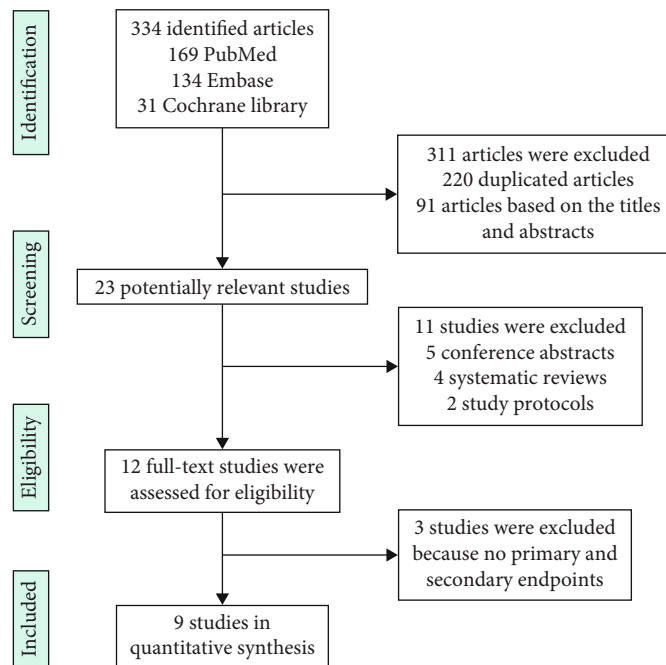 Identification
334 identified articles
169 PubMed
134 Embase
31 Cochrane library
311 articles were excluded
220 duplicated articles
91 articles based on the titles
and abstracts
Screening
23 potentially relevant studies
11 studies were excluded
5 conference abstracts
4 systematic reviews
2 study protocols
Eligibility
12 full-text studies were
assessed for eligibility
3 studies were excluded
because no primary and
secondary endpoints
Included
9 studies in
quantitative synthesis